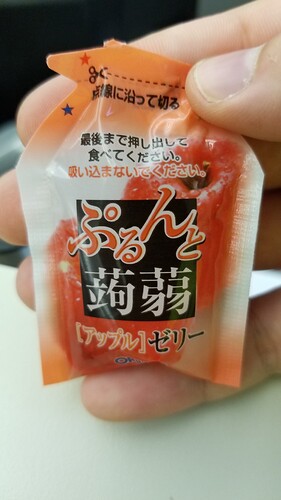 点線に沿って切る
最後まで押し出して
食べてください。
吸い込まないでください。
ぷるんと
蒟蒻
[アップル]ゼリー